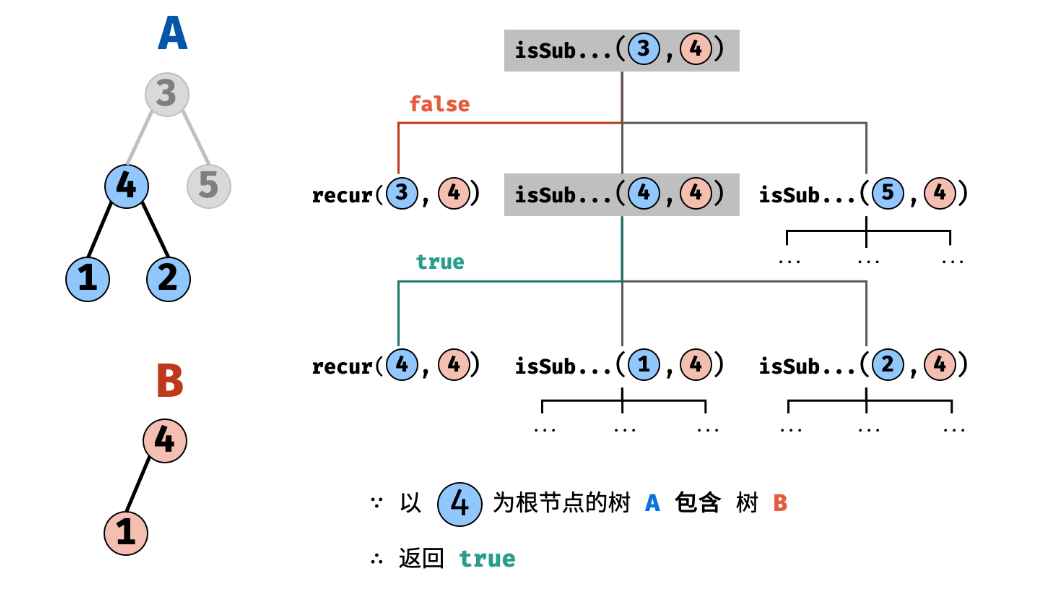 A
3
4
5
1
2
B
4
1
isSub...(3,4)
false
recur(3,4)
isSub...(4,4)
isSub...(5,4)
... ... ...
true
recur(4,4)
isSub...(1,4)
isSub...(2,4)
... ... ...
... ... ...
∵ 以 4 为根节点的树 A 包含 树 B
∴ 返回 true